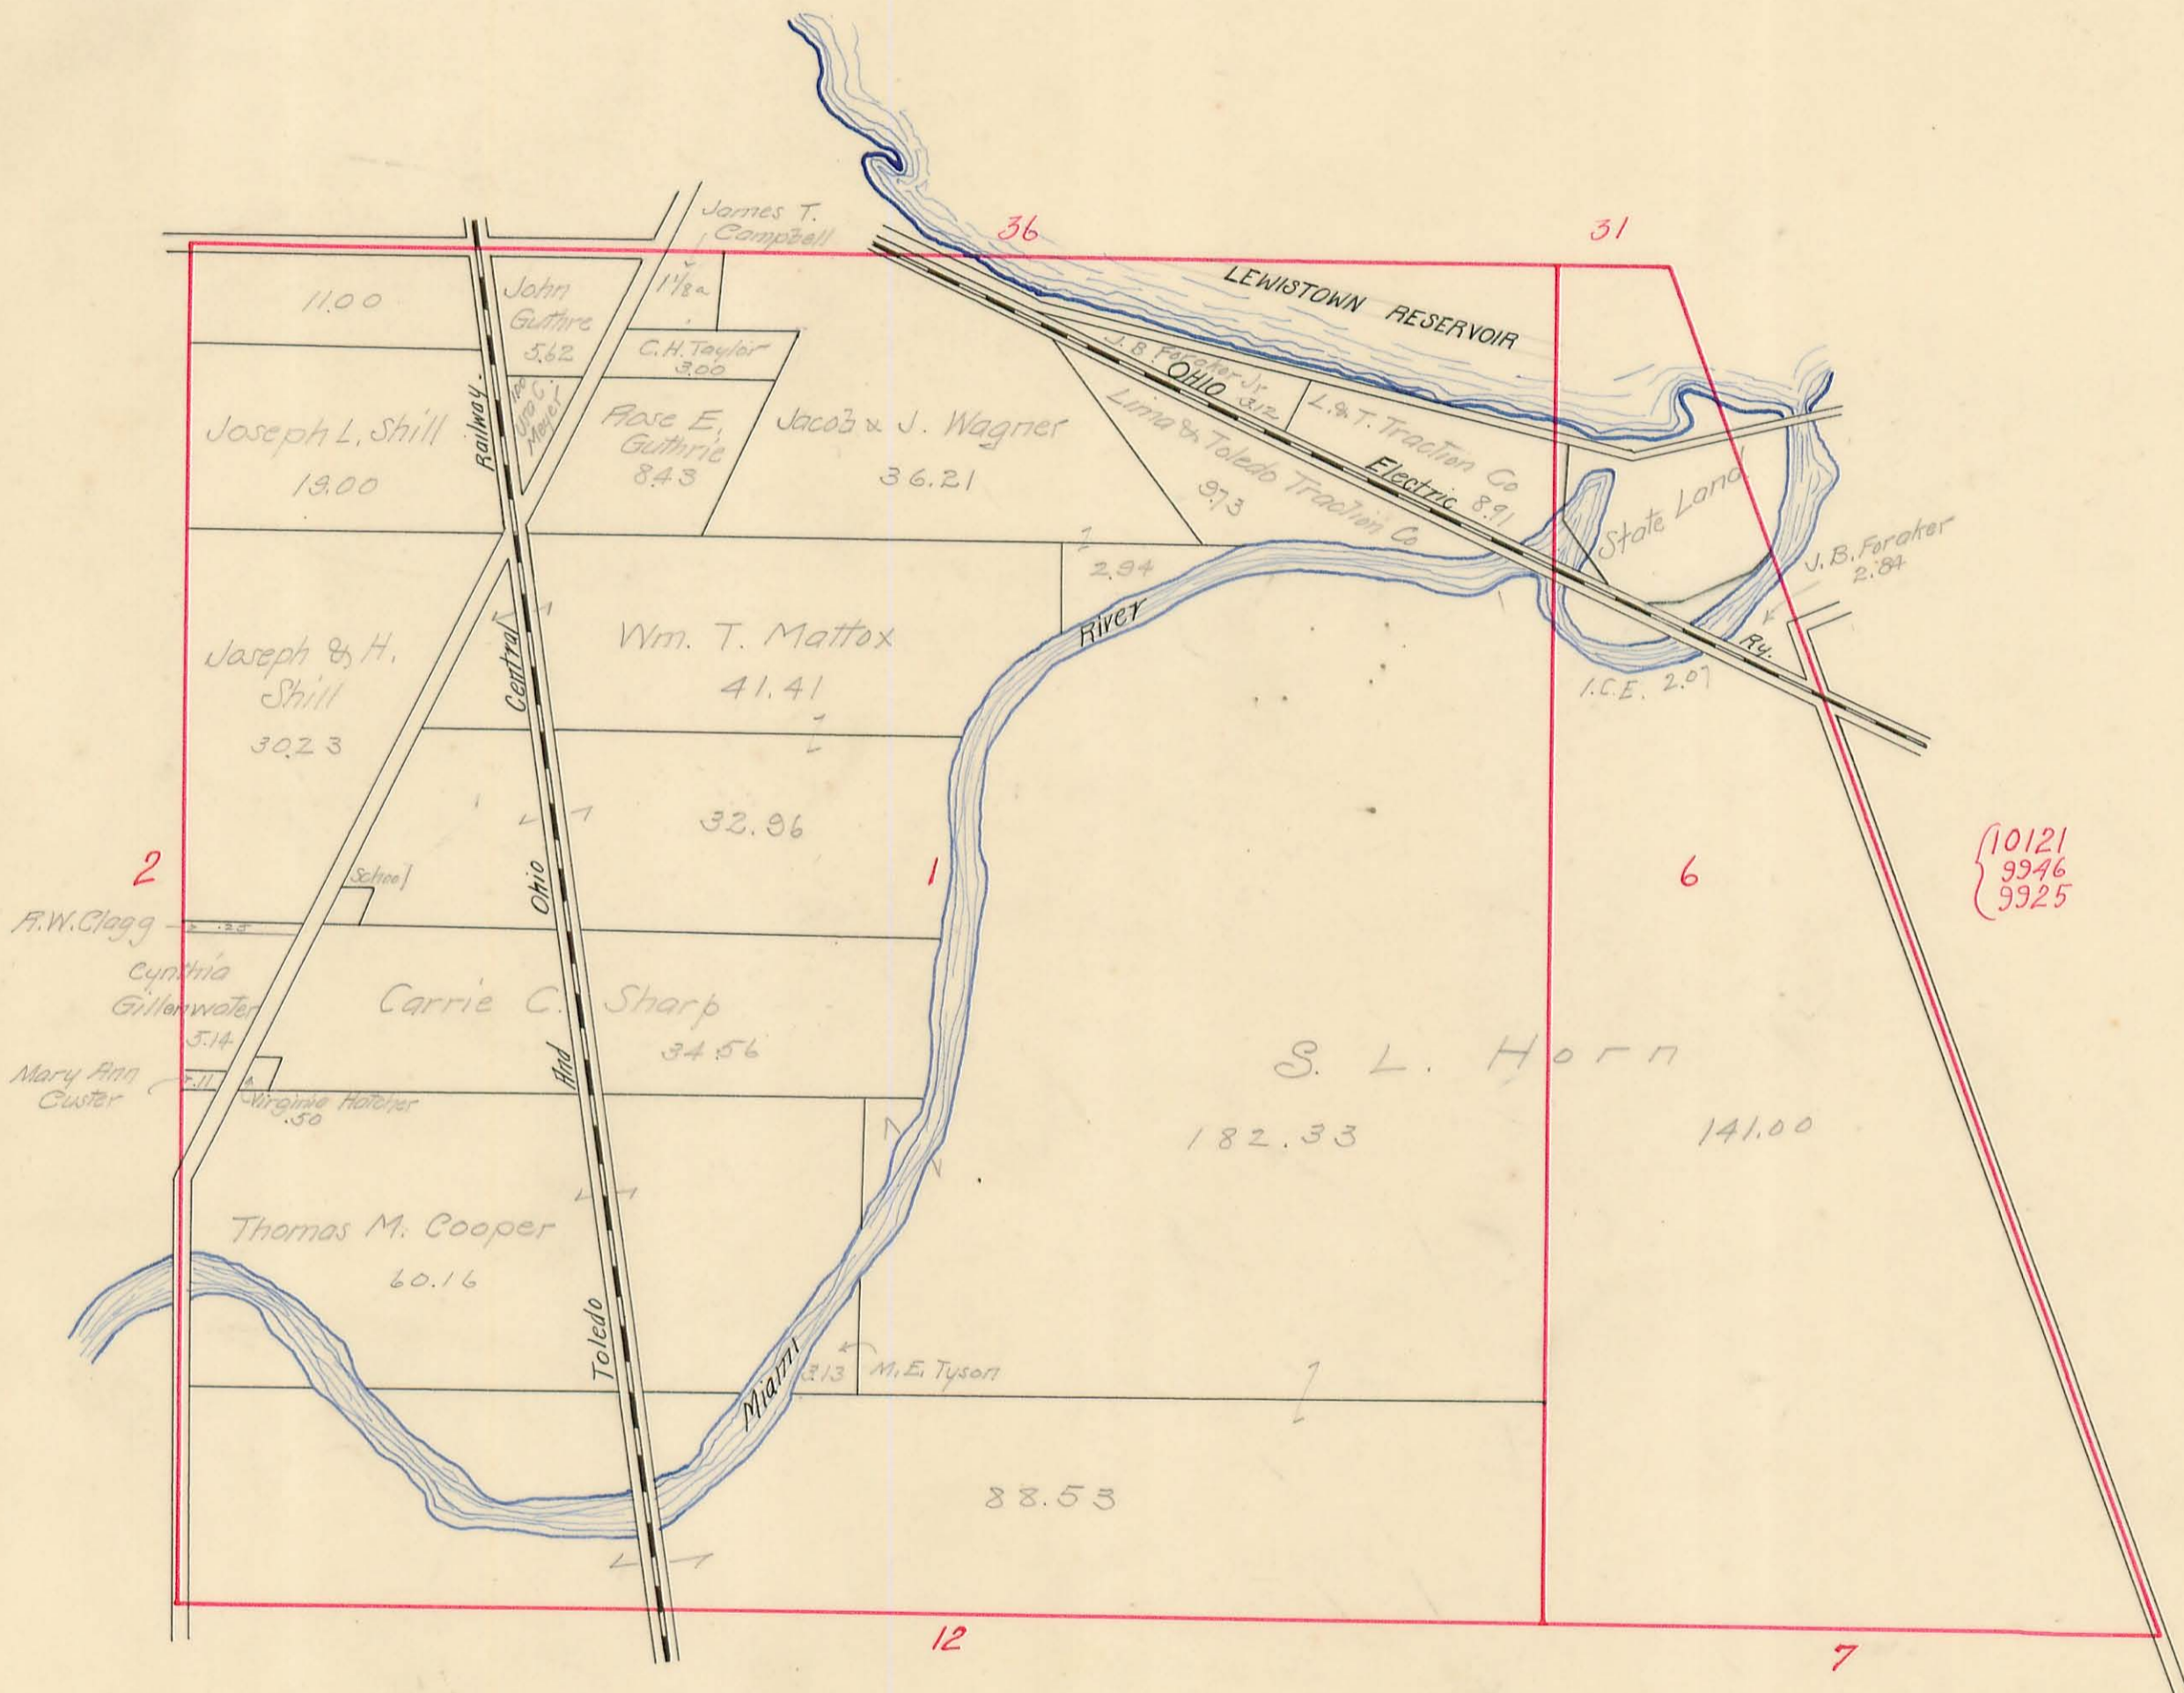 36
31
James T.
Campbell
1 1/8 a
LEWISTOWN RESERVOIR
11.00
John
Guthre
5.62
C.H. Taylor
3.00
1.00
C.
Meyer
Joseph L. Shill
19.00
Rose E.
Guthrie
8.43
Jacob & J. Wagner
36.21
J. B. Foraker Jr.
3.12
L. & T. Traction Co
8.91
Lima & Toledo Traction Co
9.73
OHIO Electric Ry.
State Land
J. B. Foraker
2.84
I.C.E. 2.07
2.94
Joseph & H.
Shill
30.23
Wm. T. Mattox
41.41
32.96
School
2
1
6
10121
9946
9925
R.W. Clagg
.25
Cynthia
Gillenwater
5.14
Mary Ann
Custer
.11
Virginia Hatcher
.50
Carrie C. Sharp
34.56
S. L. Horn
182.33
141.00
Thomas M. Cooper
60.16
3.13
M.E. Tyson
88.53
Toledo And Ohio Central Railway.
Miami River
12
7